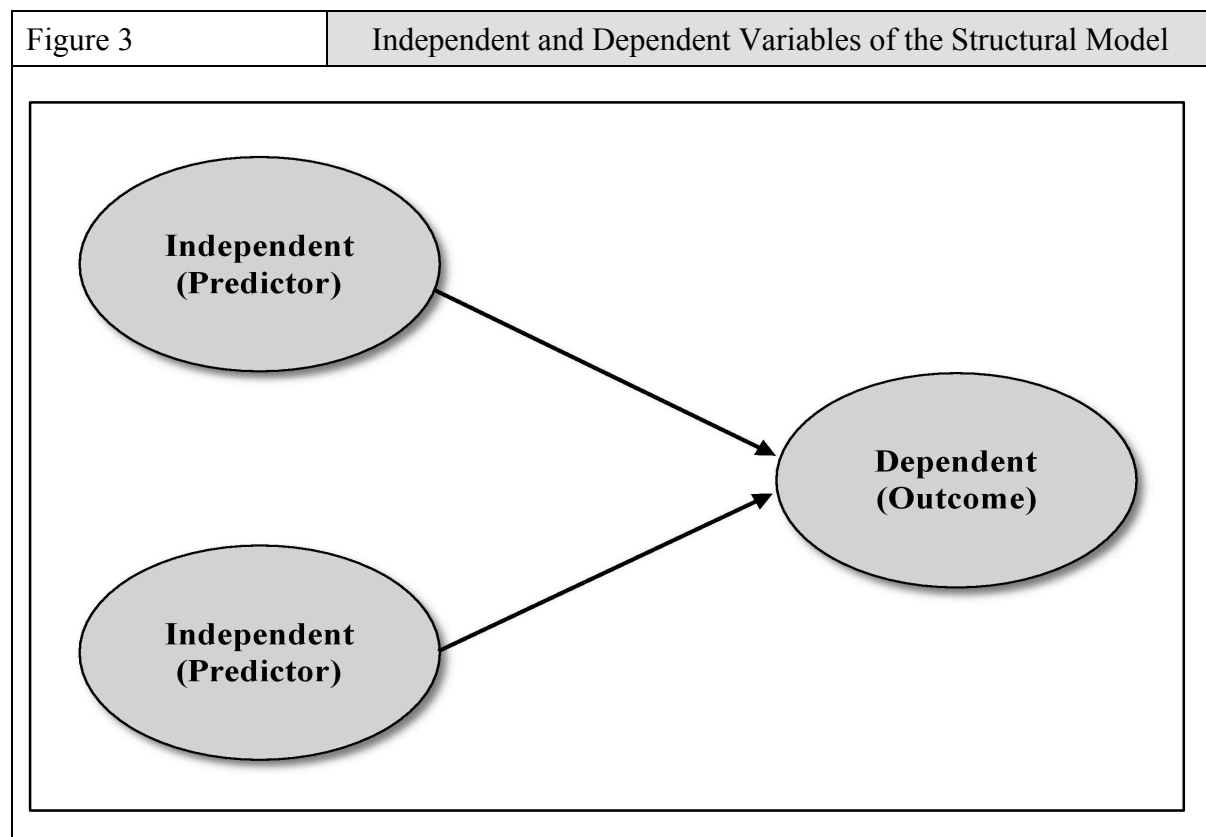 Figure 3
Independent and Dependent Variables of the Structural Model
Independent
(Predictor)
Dependent
(Outcome)
Independent
(Predictor)